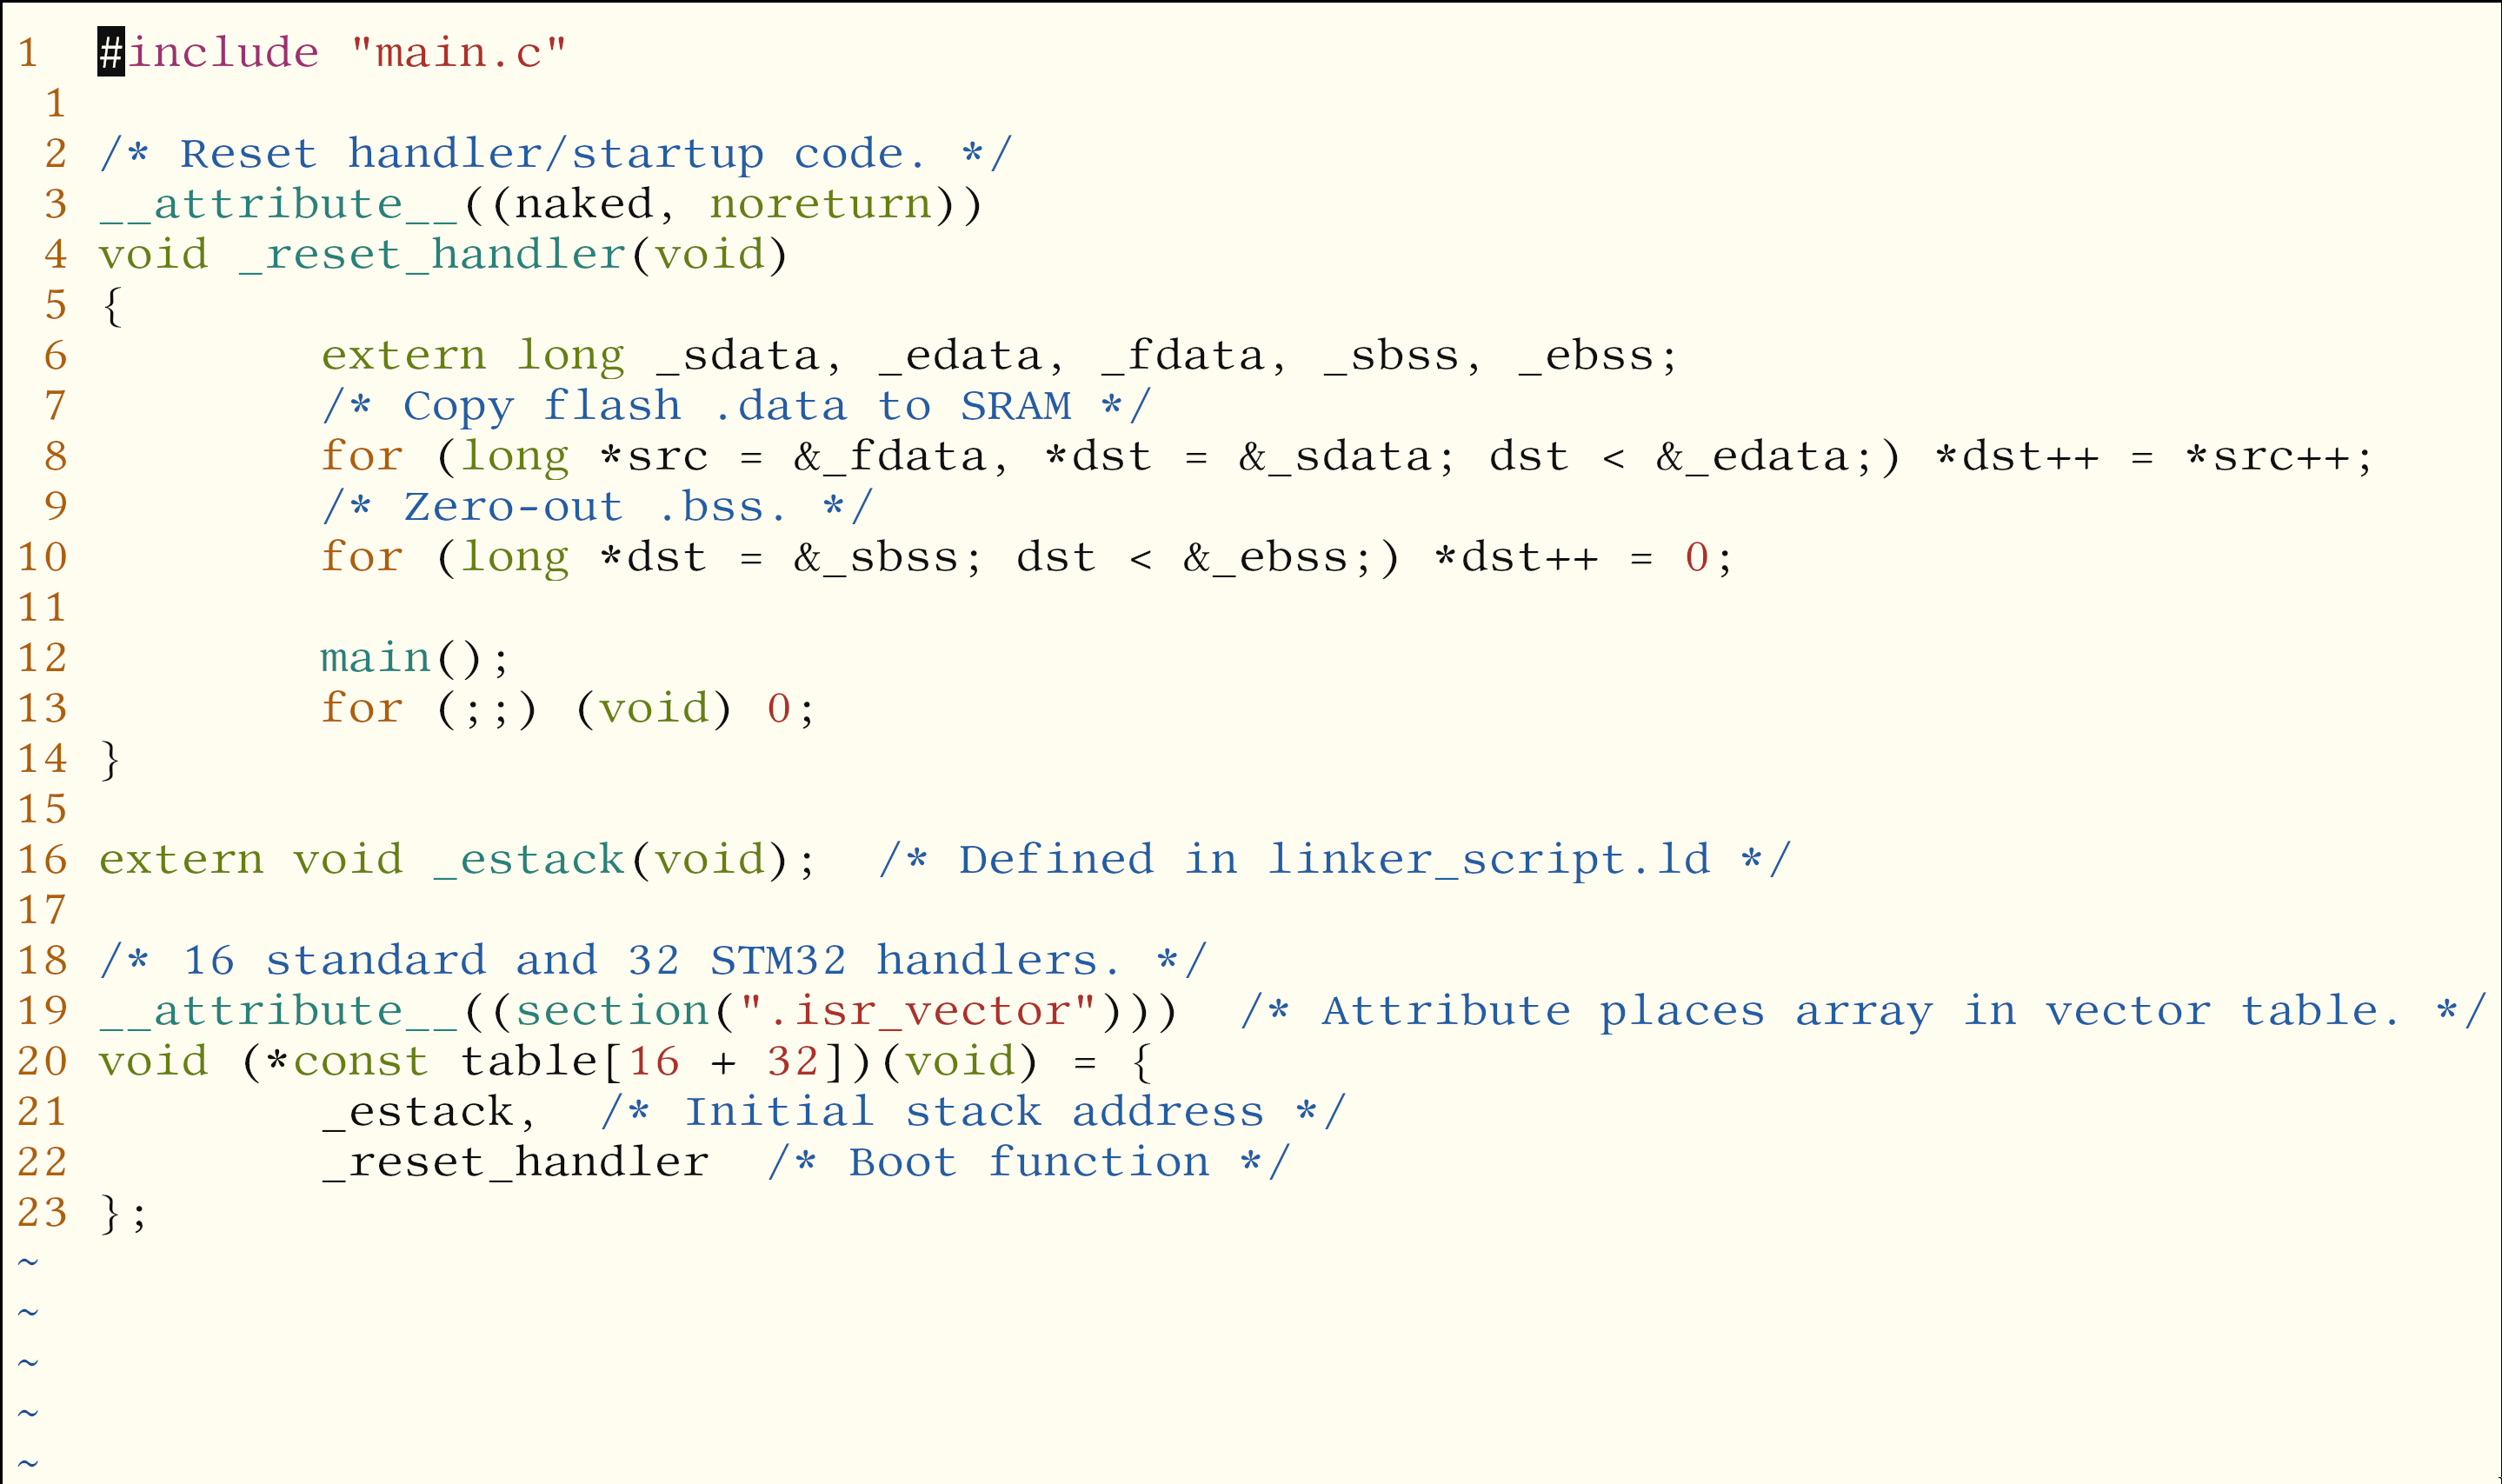 1   #include "main.c"
  1
  2 /* Reset handler/startup code. */
  3 __attribute__((naked, noreturn))
  4 void _reset_handler(void)
  5 {
  6         extern long _sdata, _edata, _fdata, _sbss, _ebss;
  7         /* Copy flash .data to SRAM */
  8         for (long *src = &_fdata, *dst = &_sdata; dst < &_edata;) *dst++ = *src++;
  9         /* Zero-out .bss. */
 10         for (long *dst = &_sbss; dst < &_ebss;) *dst++ = 0;
 11
 12         main();
 13         for (;;) (void) 0;
 14 }
 15
 16 extern void _estack(void);  /* Defined in linker_script.ld */
 17
 18 /* 16 standard and 32 STM32 handlers. */
 19 __attribute__((section(".isr_vector")))  /* Attribute places array in vector table. */
 20 void (*const table[16 + 32])(void) = {
 21         _estack,  /* Initial stack address */
 22         _reset_handler  /* Boot function */
 23 };
~
~
~
~
~